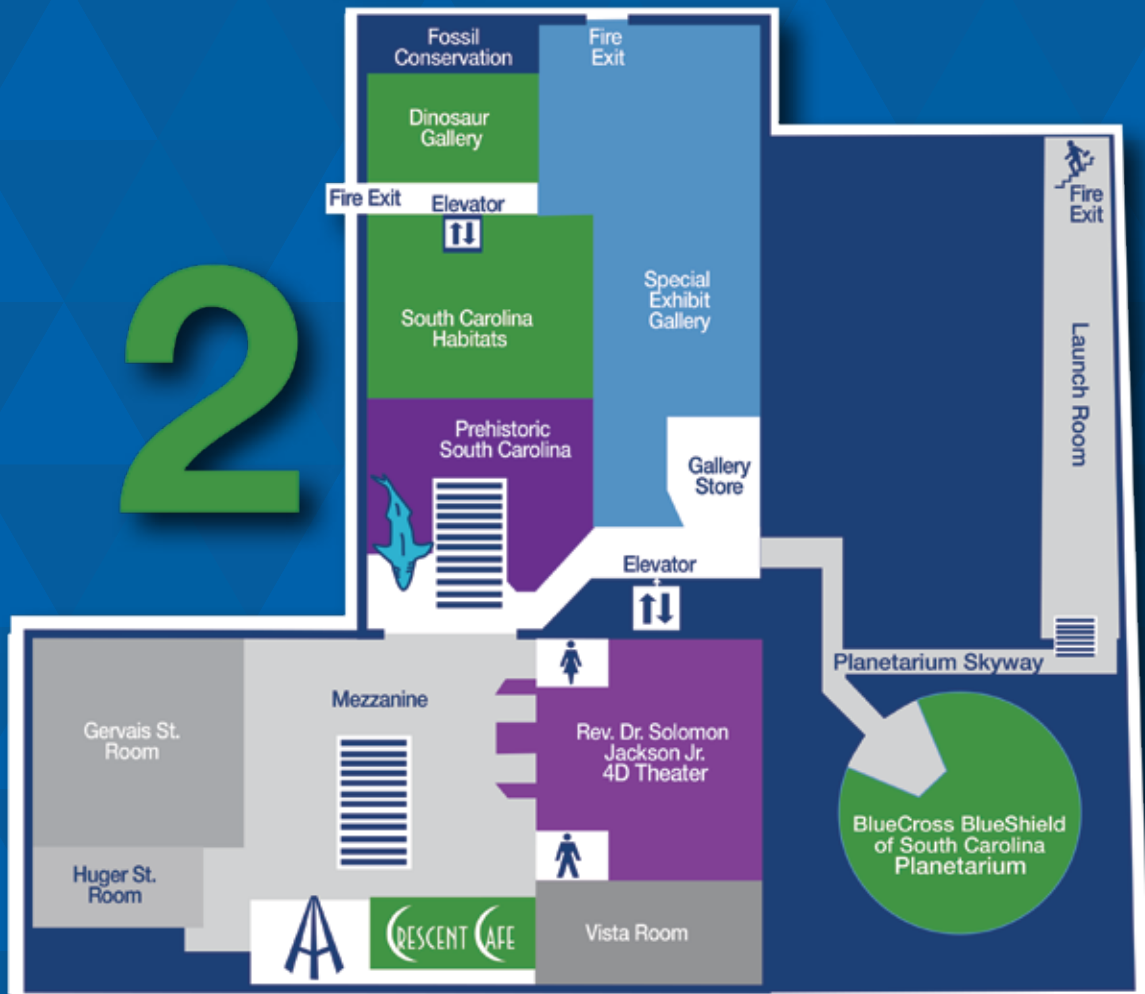 2
Fossil
Conservation
Fire
Exit
Dinosaur
Gallery
Fire Exit
Elevator
Fire
Exit
South Carolina
Habitats
Special
Exhibit
Gallery
Launch Room
Prehistoric
South Carolina
Gallery
Store
Elevator
Planetarium Skyway
Mezzanine
Gervais St.
Room
Rev. Dr. Solomon
Jackson Jr.
4D Theater
BlueCross BlueShield
of South Carolina
Planetarium
Huger St.
Room
CRESCENT CAFE
Vista Room